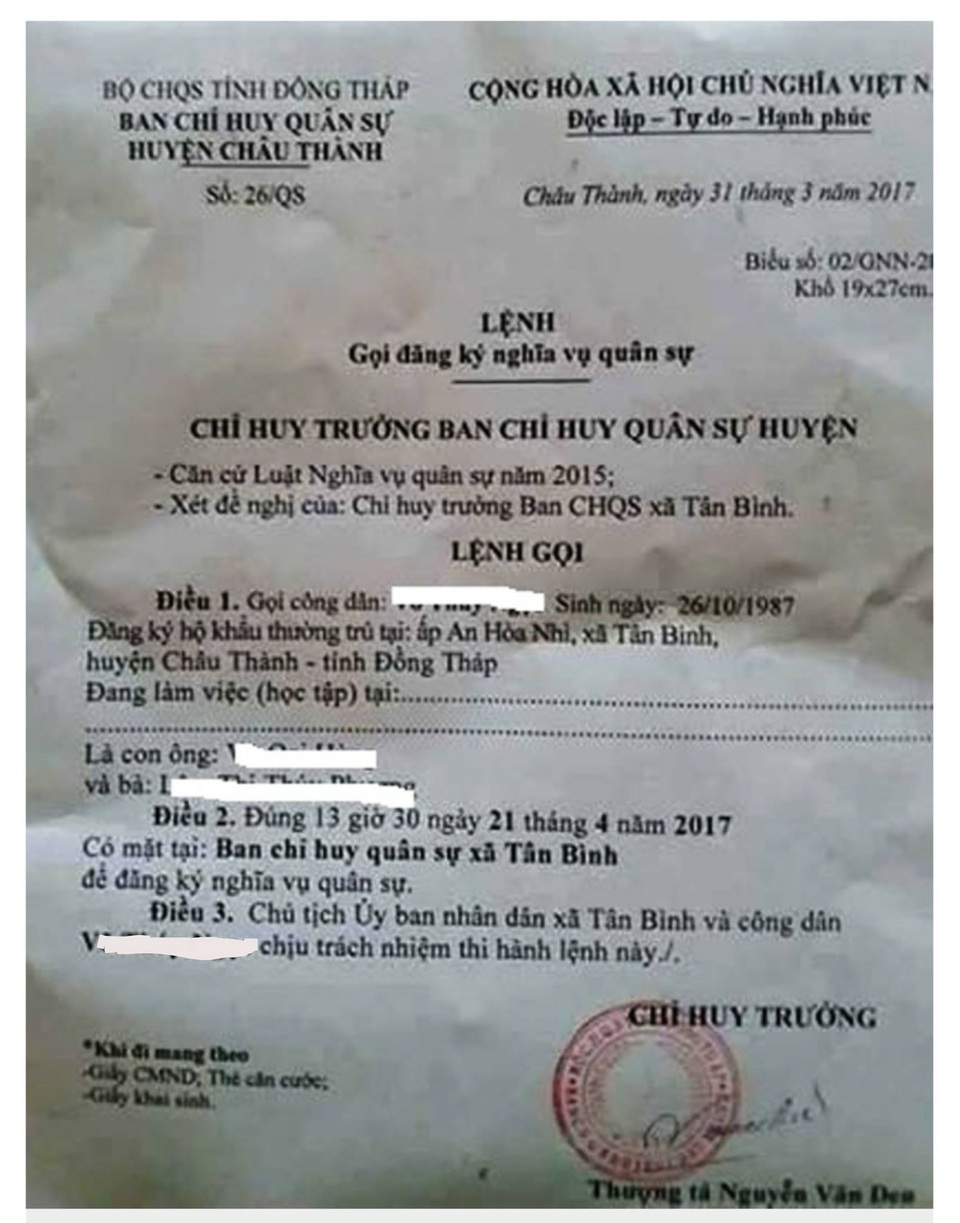 BỘ CHQS TỈNH ĐỒNG THÁP
BAN CHỈ HUY QUÂN SỰ
HUYỆN CHÂU THÀNH
Số: 26/QS
CỘNG HÒA XÃ HỘI CHỦ NGHĨA VIỆT N
Độc lập – Tự do – Hạnh phúc
Châu Thành, ngày 31 tháng 3 năm 2017
Biểu số: 02/GNN-20
Khổ 19x27cm.
LỆNH
Gọi đăng ký nghĩa vụ quân sự
CHỈ HUY TRƯỞNG BAN CHỈ HUY QUÂN SỰ HUYỆN
- Căn cứ Luật Nghĩa vụ quân sự năm 2015;
- Xét đề nghị của: Chỉ huy trưởng Ban CHQS xã Tân Bình.
LỆNH GỌI
Điều 1. Gọi công dân: Sinh ngày: 26/10/1987
Đăng ký hộ khẩu thường trú tại: ấp An Hòa Nhì, xã Tân Bình,
huyện Châu Thành - tỉnh Đồng Tháp
Đang làm việc (học tập) tại:
Là con ông:
và bà:
Điều 2. Đúng 13 giờ 30 ngày 21 tháng 4 năm 2017
Có mặt tại: Ban chỉ huy quân sự xã Tân Bình
để đăng ký nghĩa vụ quân sự.
Điều 3. Chủ tịch Ủy ban nhân dân xã Tân Bình và công dân
chịu trách nhiệm thi hành lệnh này./.
CHỈ HUY TRƯỞNG
*Khi đi mang theo
-Giấy CMND; Thẻ căn cước;
-Giấy khai sinh.
Thượng tá Nguyễn Văn Đen